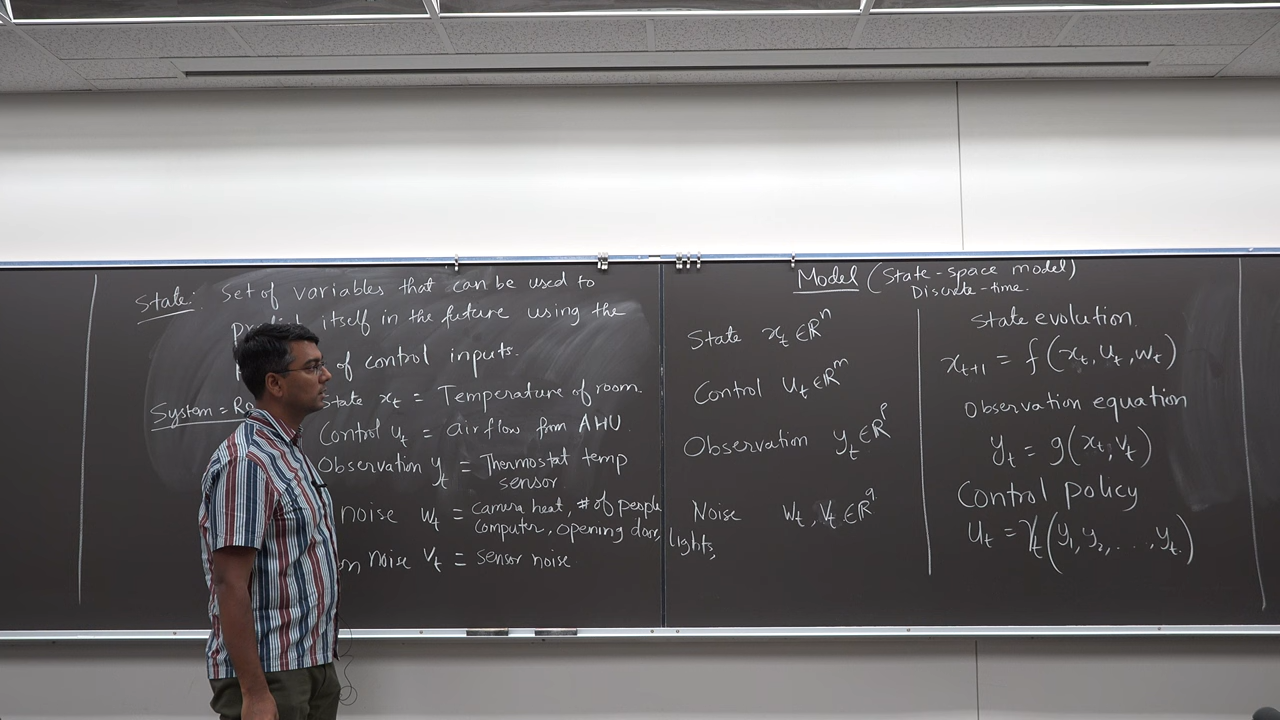 State: Set of variables that can be used to
itself in the future using the
of control inputs.
System =
State x_t = Temperature of room.
Control u_t = airflow from AHU.
Observation y_t = Thermostat temp
sensor
noise w_t = camera heat, # of people
computer, opening door, lights,
noise v_t = sensor noise
Model (State-space model)
Discrete-time.
State x_t ∈ ℝ^n
Control u_t ∈ ℝ^m
Observation y_t ∈ ℝ^p
Noise w_t, v_t ∈ ℝ^q
State evolution.
x_{t+1} = f(x_t, u_t, w_t)
Observation equation
y_t = g(x_t, v_t)
Control policy
u_t = γ_t(y_1, y_2, ..., y_t)